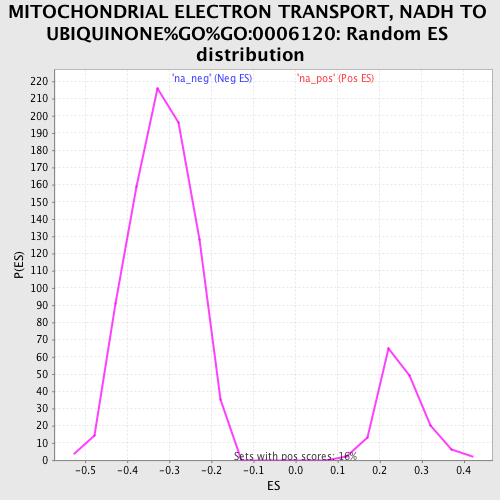 MITOCHONDRIAL ELECTRON TRANSPORT, NADH TO
UBIQUINONE%GO%GO:0006120: Random ES
distribution
'na_neg' (Neg ES) 'na_pos' (Pos ES)
220
210
200
190
180
170
160
150
140
130
120
110
100
90
80
70
60
50
40
30
20
10
0
P(ES)
Sets with pos scores: 16%
-0.5 -0.4 -0.3 -0.2 -0.1 0.0 0.1 0.2 0.3 0.4
ES